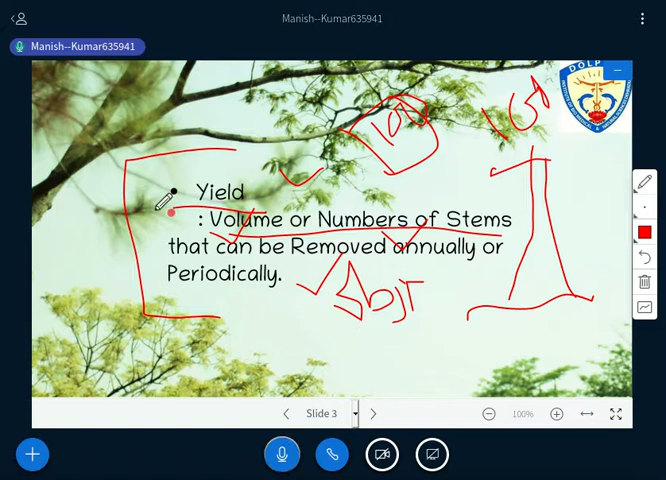 Manish--Kumar635941
Manish--Kumar635941
DOLP
Yield
: Volume or Numbers of Stems
that can be Removed annually or
Periodically.
Slide 3
100%